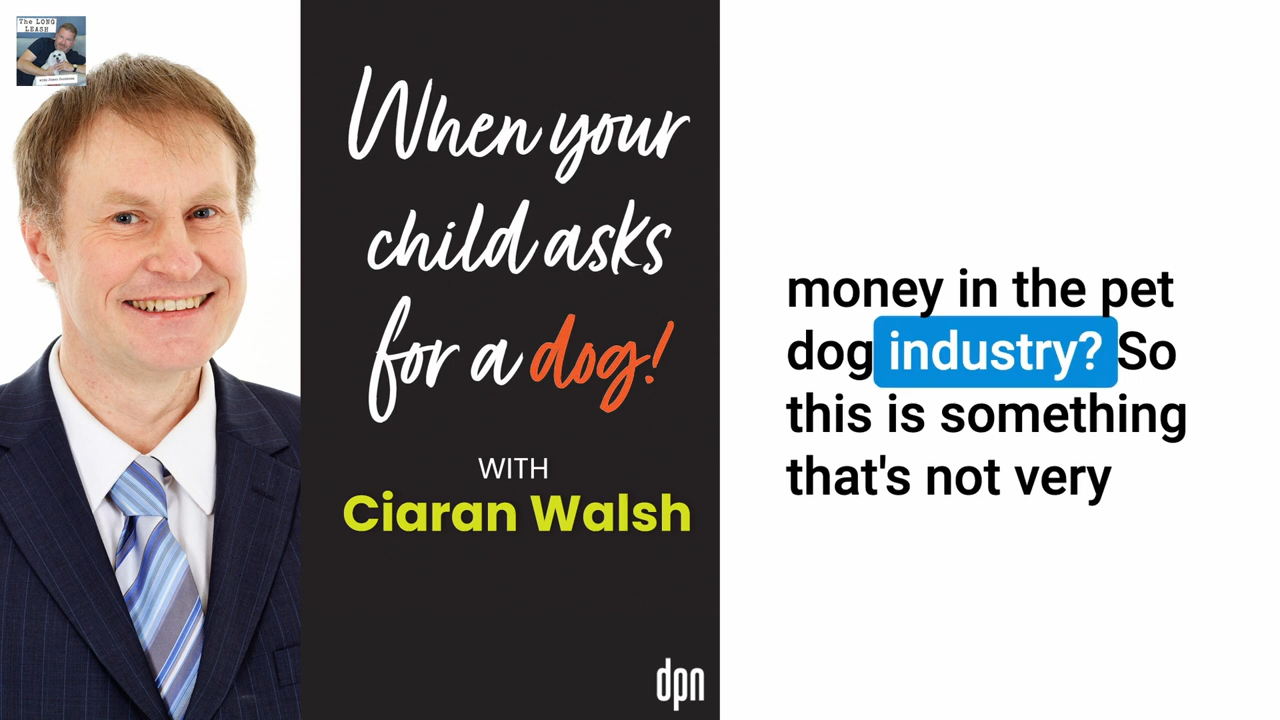 The LONG
LEASH
When your
child asks
for a dog!
WITH
Ciaran Walsh
dpn
money in the pet
dog industry? So
this is something
that's not very